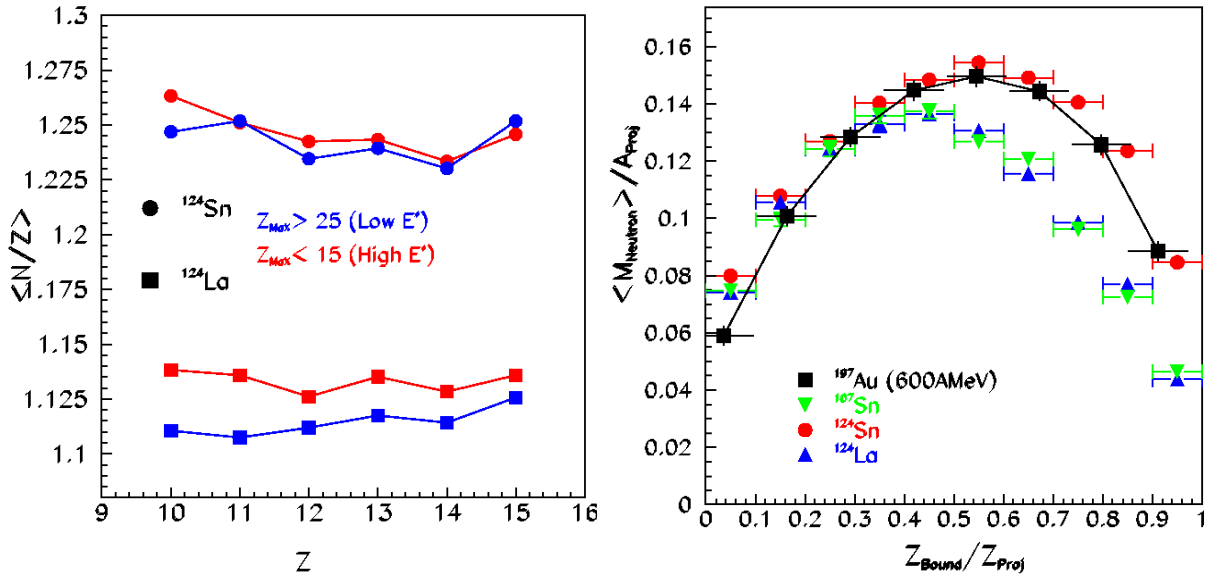 1.3
1.275
1.25
1.225
1.2
1.175
1.15
1.125
1.1
<N/Z>
¹²⁴Sn
¹²⁴La
Z_Max > 25 (Low E*)
Z_Max < 15 (High E*)
9 10 11 12 13 14 15 16
Z
0.16
0.14
0.12
0.1
0.08
0.06
0.04
0.02
0
<M_Neutron>/A_Proj
¹⁹⁷Au (600AMeV)
¹⁰⁷Sn
¹²⁴Sn
¹²⁴La
0 0.1 0.2 0.3 0.4 0.5 0.6 0.7 0.8 0.9 1
Z_Bound/Z_Proj